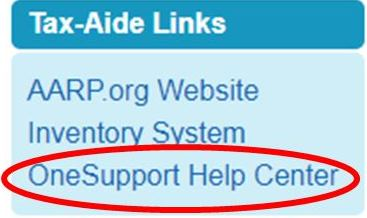 Tax-Aide Links
AARP.org Website
Inventory System
OneSupport Help Center